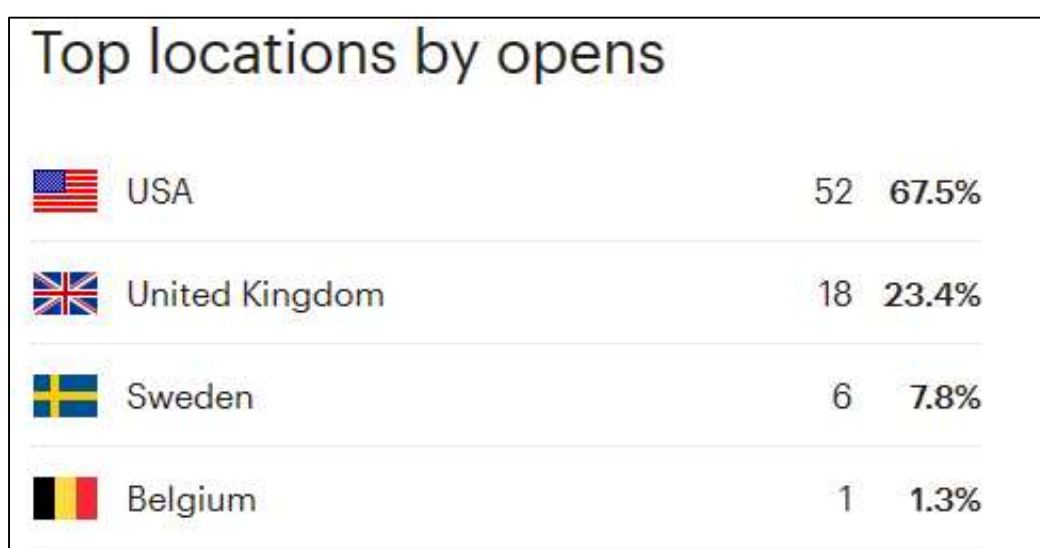 Top locations by opens
USA 52 67.5%
United Kingdom 18 23.4%
Sweden 6 7.8%
Belgium 1 1.3%